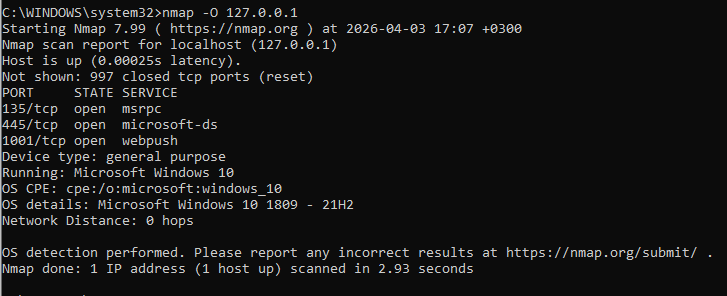 C:\WINDOWS\system32>nmap -O 127.0.0.1
Starting Nmap 7.99 ( https://nmap.org ) at 2026-04-03 17:07 +0300
Nmap scan report for localhost (127.0.0.1)
Host is up (0.00025s latency).
Not shown: 997 closed tcp ports (reset)
PORT     STATE SERVICE
135/tcp  open  msrpc
445/tcp  open  microsoft-ds
1001/tcp open  webpush
Device type: general purpose
Running: Microsoft Windows 10
OS CPE: cpe:/o:microsoft:windows_10
OS details: Microsoft Windows 10 1809 - 21H2
Network Distance: 0 hops

OS detection performed. Please report any incorrect results at https://nmap.org/submit/ .
Nmap done: 1 IP address (1 host up) scanned in 2.93 seconds